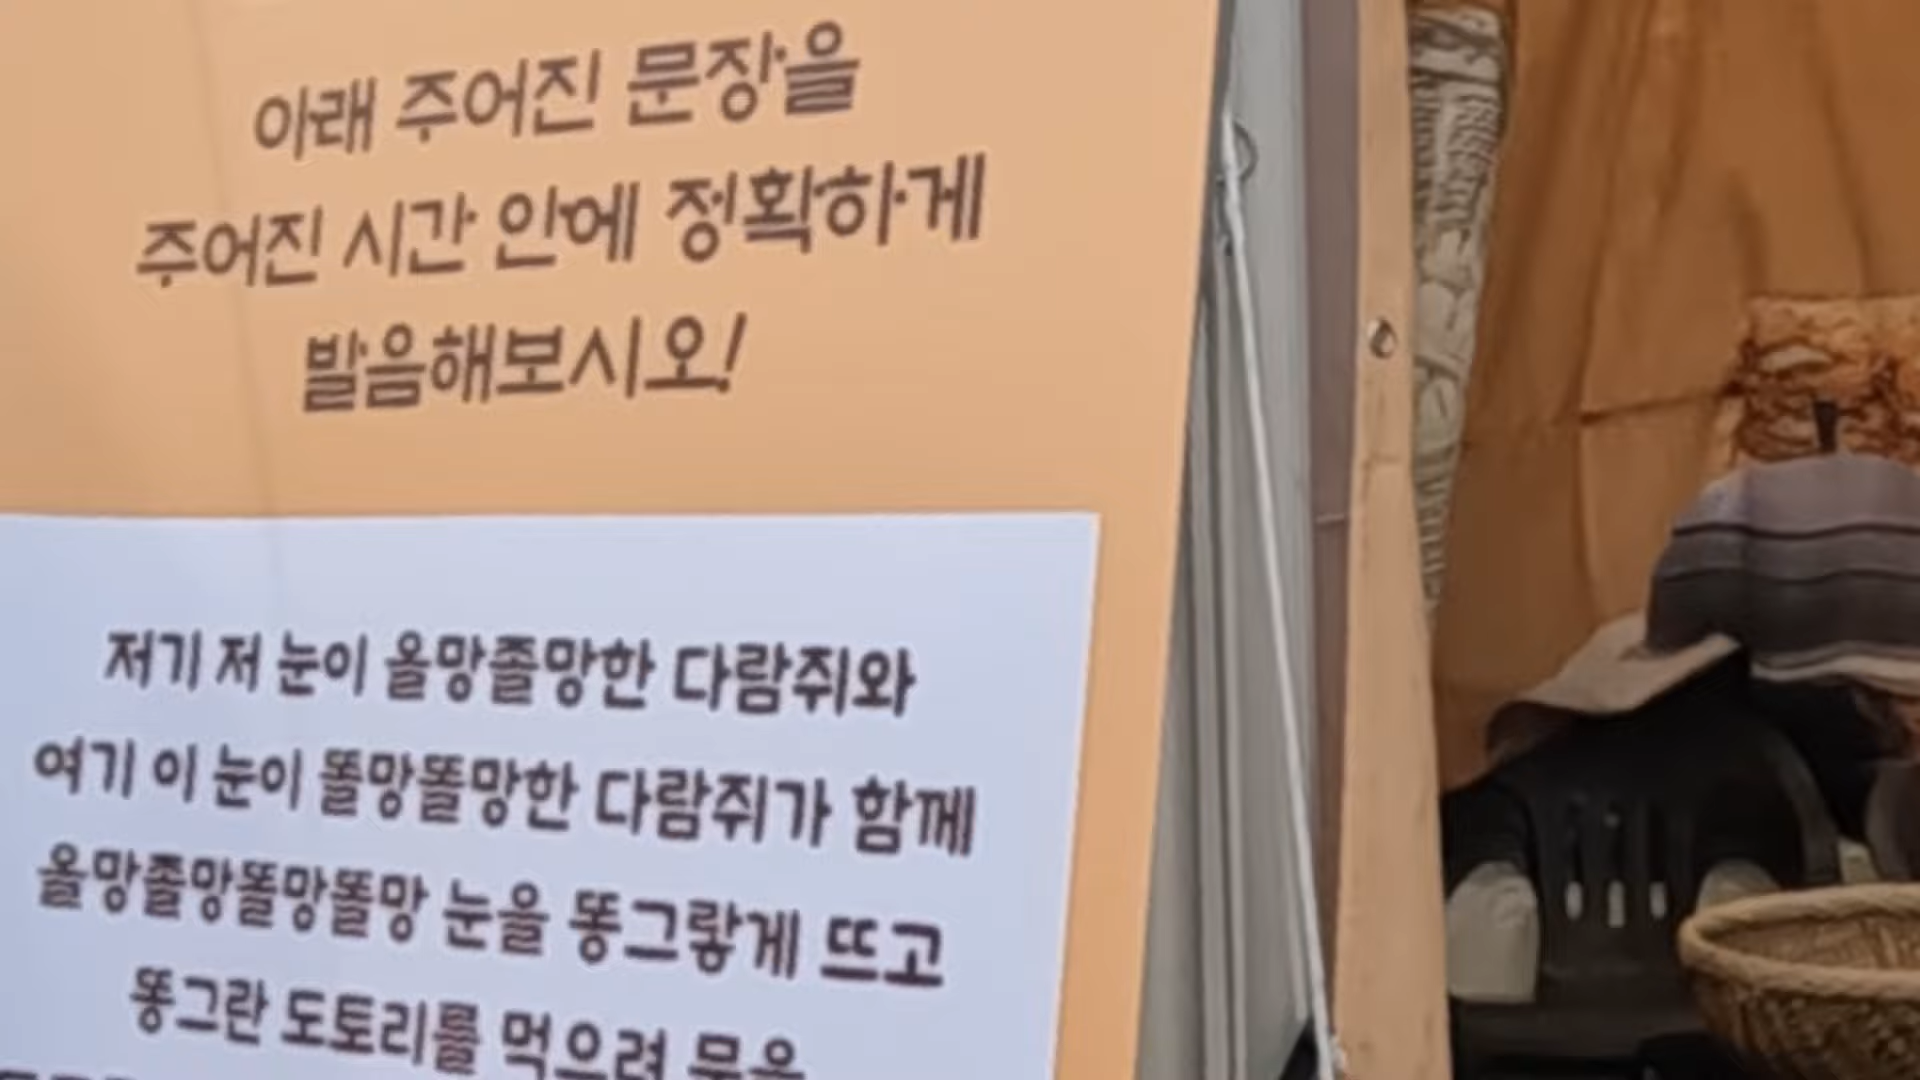 아래 주어진 문장을
주어진 시간 안에 정확하게
발음해보시오!
저기 저 눈이 올망졸망한 다람쥐와
여기 이 눈이 똘망똘망한 다람쥐가 함께
올망졸망똘망똘망 눈을 똥그랗게 뜨고
똥그란 도토리를 먹으려